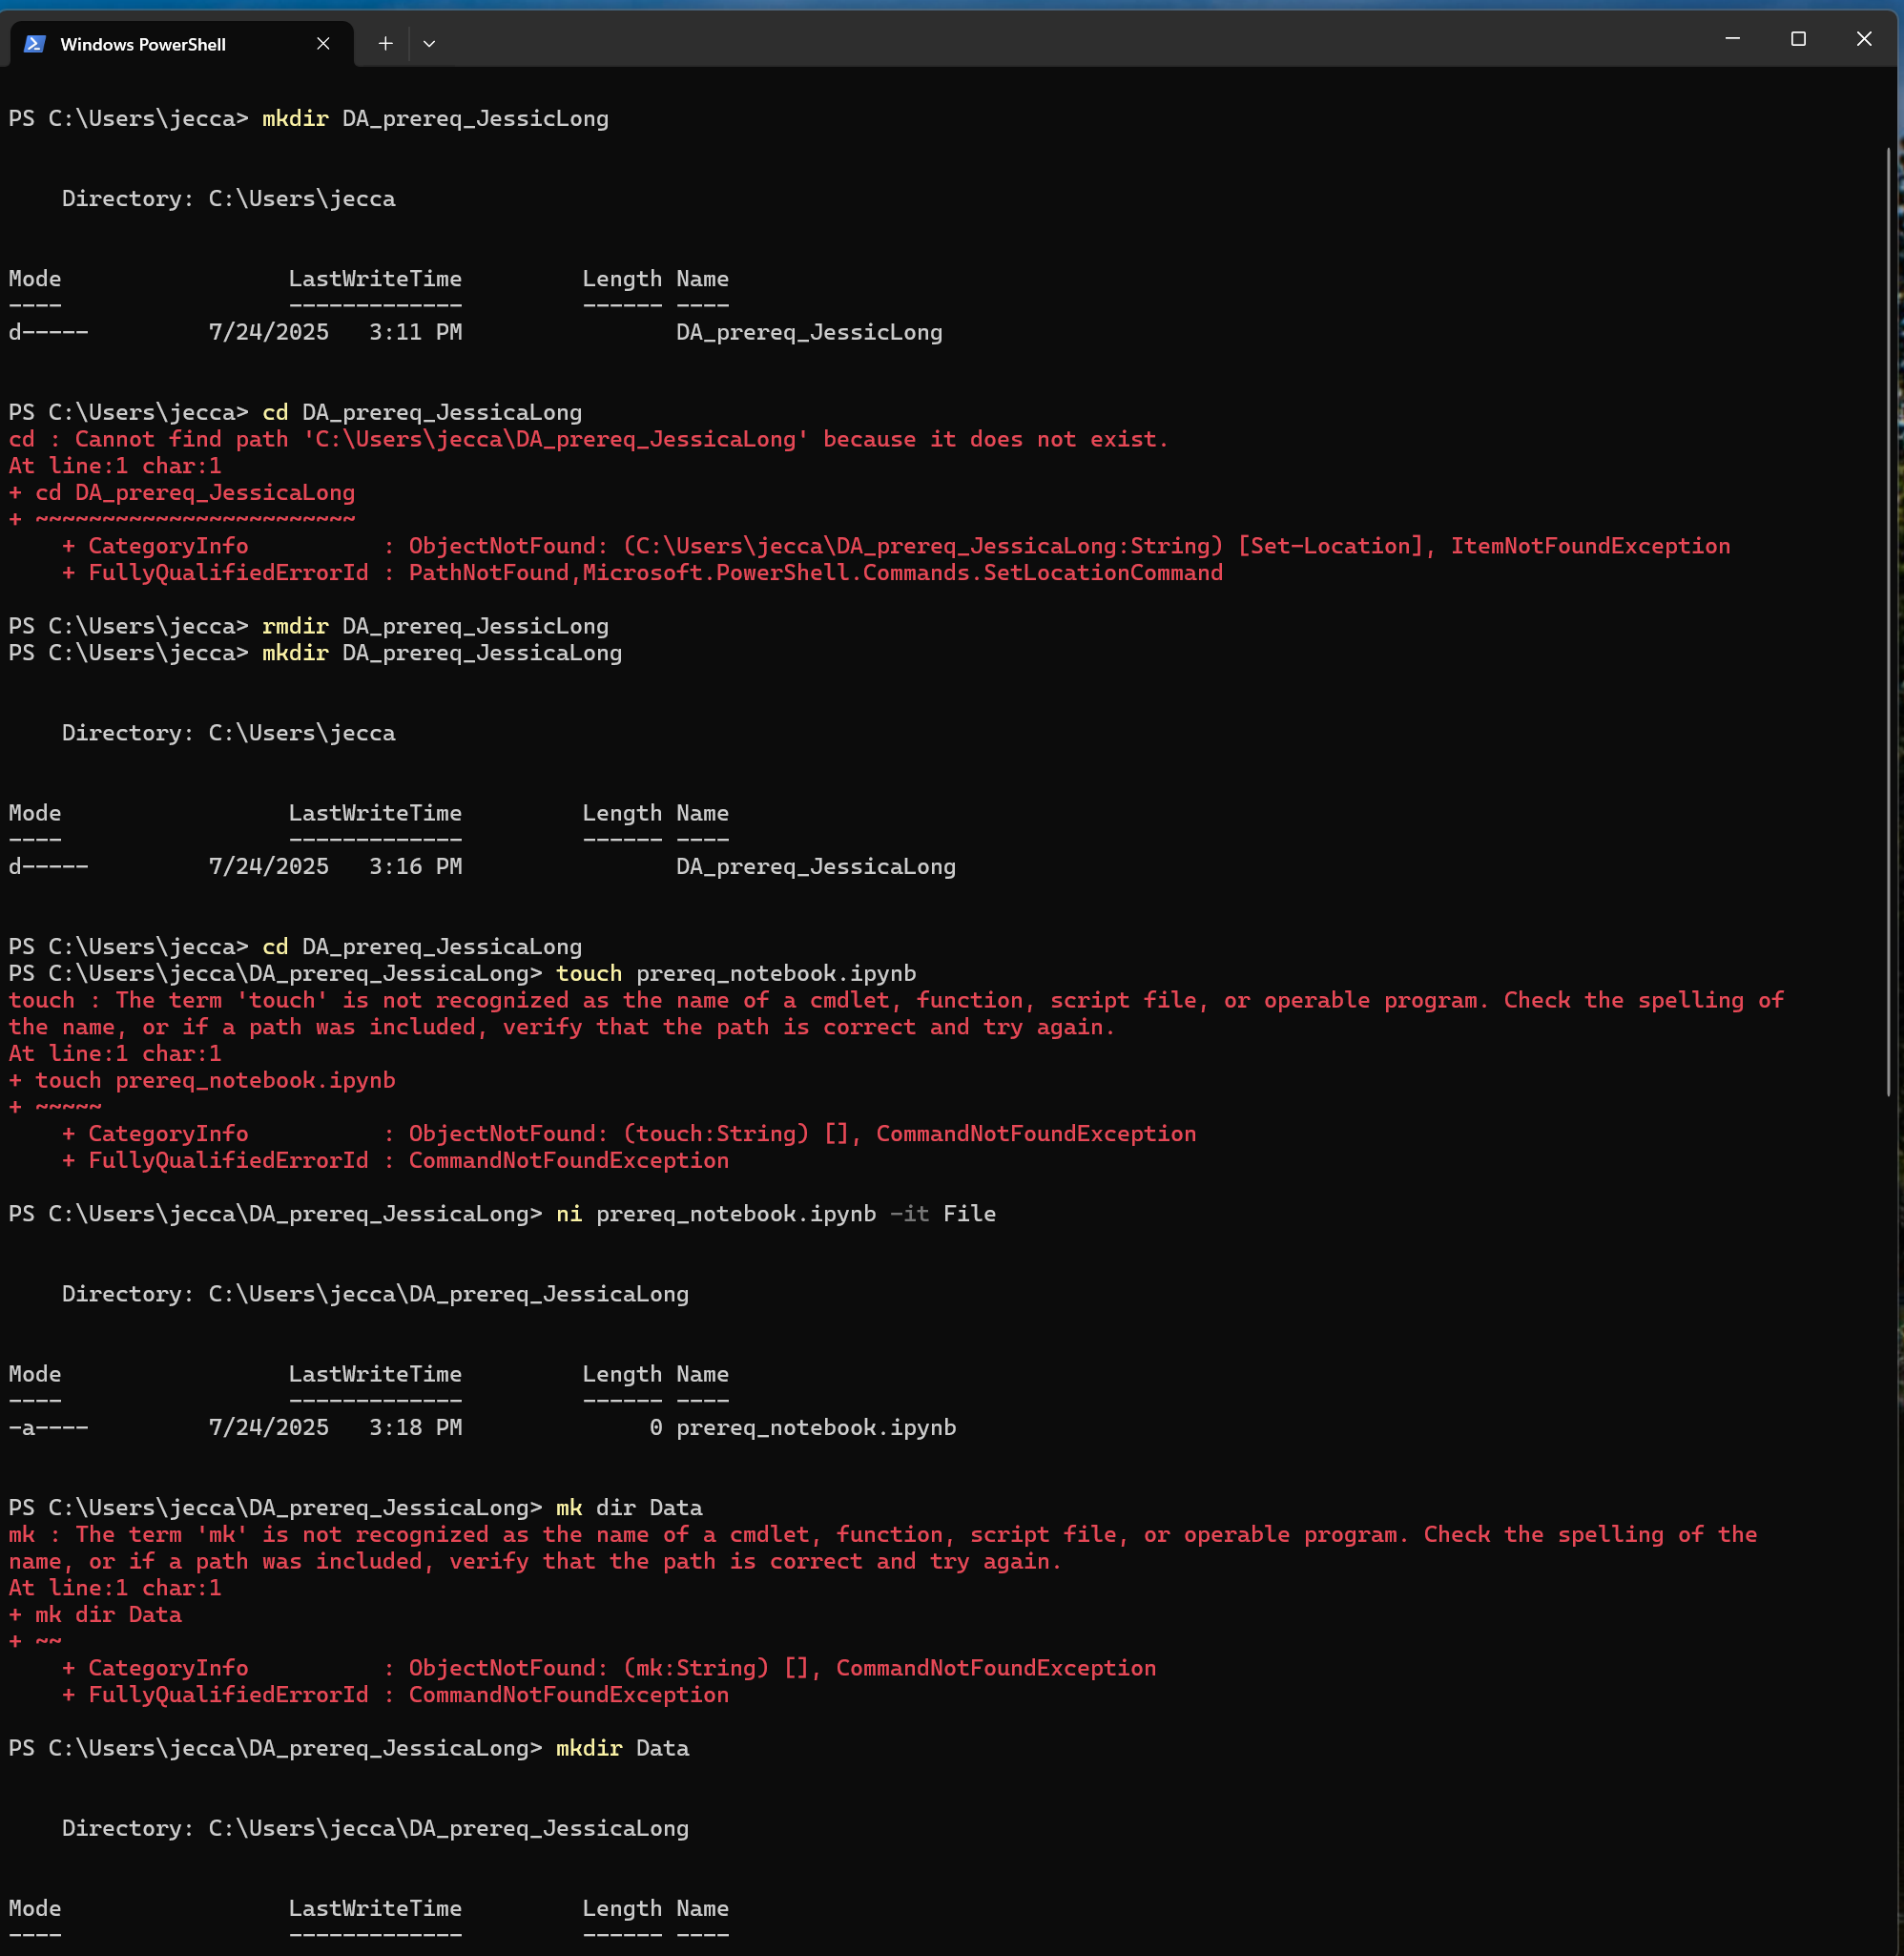 Windows PowerShell
PS C:\Users\jecca> mkdir DA_prereq_JessicLong
Directory: C:\Users\jecca
Mode                 LastWriteTime         Length Name
----                 -------------         ------ ----
d-----         7/24/2025   3:11 PM                DA_prereq_JessicLong
PS C:\Users\jecca> cd DA_prereq_JessicaLong
cd : Cannot find path 'C:\Users\jecca\DA_prereq_JessicaLong' because it does not exist.
At line:1 char:1
+ cd DA_prereq_JessicaLong
+ ~~~~~~~~~~~~~~~~~~~~~~~~
    + CategoryInfo          : ObjectNotFound: (C:\Users\jecca\DA_prereq_JessicaLong:String) [Set-Location], ItemNotFoundException
    + FullyQualifiedErrorId : PathNotFound,Microsoft.PowerShell.Commands.SetLocationCommand
PS C:\Users\jecca> rmdir DA_prereq_JessicLong
PS C:\Users\jecca> mkdir DA_prereq_JessicaLong
Directory: C:\Users\jecca
Mode                 LastWriteTime         Length Name
----                 -------------         ------ ----
d-----         7/24/2025   3:16 PM                DA_prereq_JessicaLong
PS C:\Users\jecca> cd DA_prereq_JessicaLong
PS C:\Users\jecca\DA_prereq_JessicaLong> touch prereq_notebook.ipynb
touch : The term 'touch' is not recognized as the name of a cmdlet, function, script file, or operable program. Check the spelling of
the name, or if a path was included, verify that the path is correct and try again.
At line:1 char:1
+ touch prereq_notebook.ipynb
+ ~~~~~
    + CategoryInfo          : ObjectNotFound: (touch:String) [], CommandNotFoundException
    + FullyQualifiedErrorId : CommandNotFoundException
PS C:\Users\jecca\DA_prereq_JessicaLong> ni prereq_notebook.ipynb -it File
Directory: C:\Users\jecca\DA_prereq_JessicaLong
Mode                 LastWriteTime         Length Name
----                 -------------         ------ ----
-a----         7/24/2025   3:18 PM              0 prereq_notebook.ipynb
PS C:\Users\jecca\DA_prereq_JessicaLong> mk dir Data
mk : The term 'mk' is not recognized as the name of a cmdlet, function, script file, or operable program. Check the spelling of the
name, or if a path was included, verify that the path is correct and try again.
At line:1 char:1
+ mk dir Data
+ ~~
    + CategoryInfo          : ObjectNotFound: (mk:String) [], CommandNotFoundException
    + FullyQualifiedErrorId : CommandNotFoundException
PS C:\Users\jecca\DA_prereq_JessicaLong> mkdir Data
Directory: C:\Users\jecca\DA_prereq_JessicaLong
Mode                 LastWriteTime         Length Name
----                 -------------         ------ ----